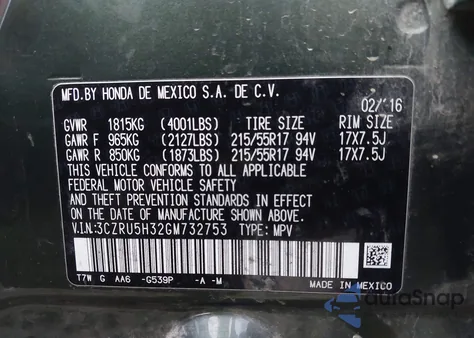 MFD.BY HONDA DE MEXICO S.A. DE C.V.
02/'16
GVWR 1815KG (4001LBS) TIRE SIZE RIM SIZE
GAWR F 965KG (2127LBS) 215/55R17 94V 17X7.5J
GAWR R 850KG (1873LBS) 215/55R17 94V 17X7.5J
THIS VEHICLE CONFORMS TO ALL APPLICABLE
FEDERAL MOTOR VEHICLE SAFETY
AND THEFT PREVENTION STANDARDS IN EFFECT
ON THE DATE OF MANUFACTURE SHOWN ABOVE.
V.I.N:3CZRU5H32GM732753 TYPE: MPV
T7W G AA6 -G539P -A -M MADE IN MEXICO
AutoSnap